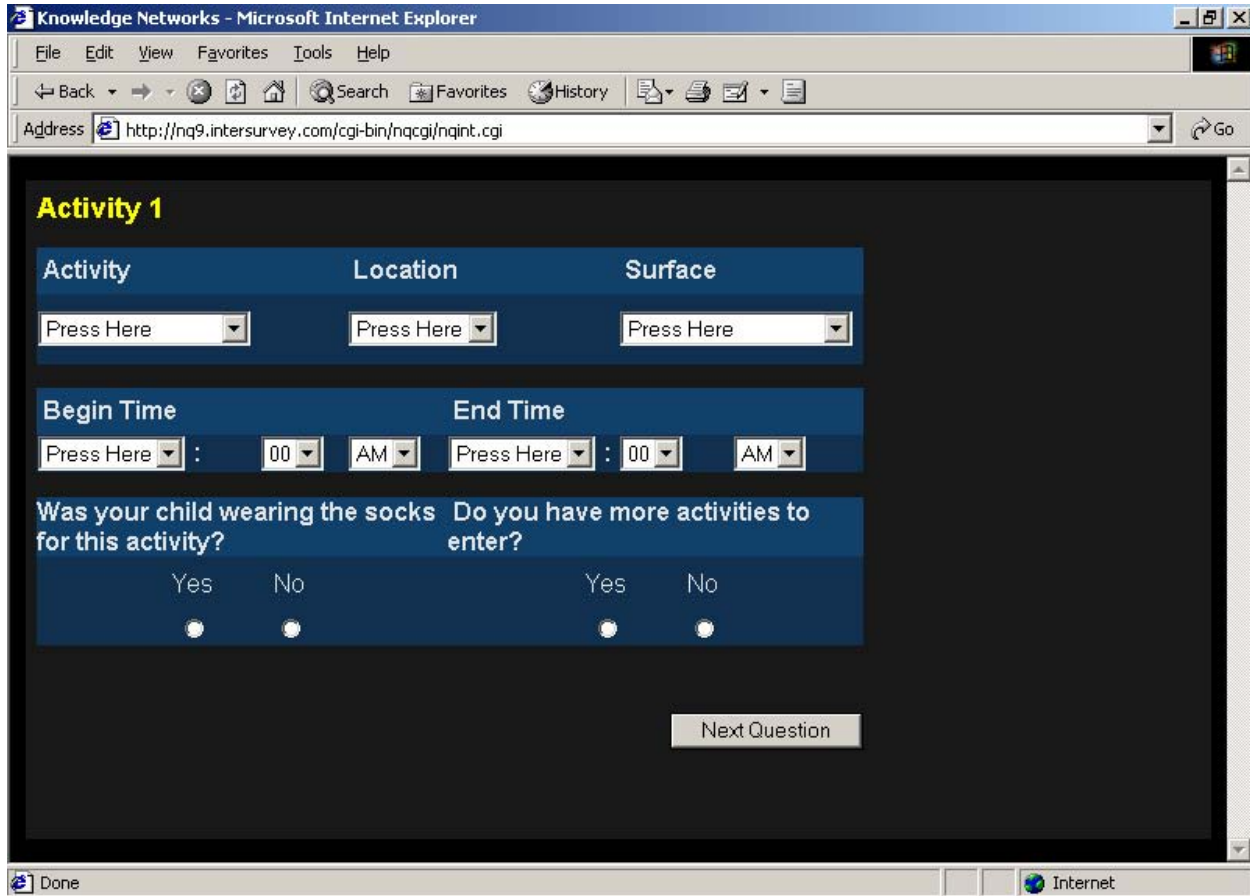 Knowledge Networks - Microsoft Internet Explorer
File Edit View Favorites Tools Help
Back Search Favorites History
Address http://nq9.intersurvey.com/cgi-bin/nqcgi/nqint.cgi Go
Activity 1
Activity Location Surface
Press Here Press Here Press Here
Begin Time End Time
Press Here : 00 AM Press Here : 00 AM
Was your child wearing the socks Do you have more activities to
for this activity? enter?
Yes No Yes No
Next Question
Done Internet